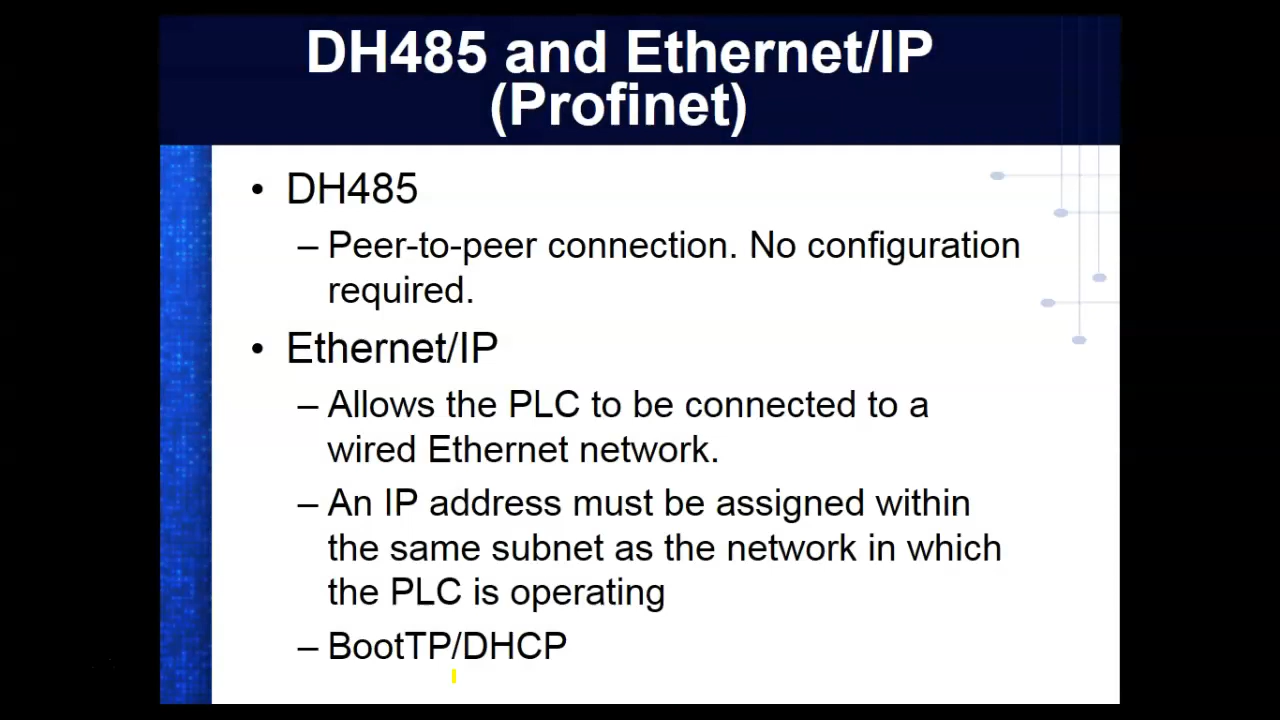 DH485 and Ethernet/IP
(Profinet)
• DH485
– Peer-to-peer connection. No configuration
required.
• Ethernet/IP
– Allows the PLC to be connected to a
wired Ethernet network.
– An IP address must be assigned within
the same subnet as the network in which
the PLC is operating
– BootTP/DHCP